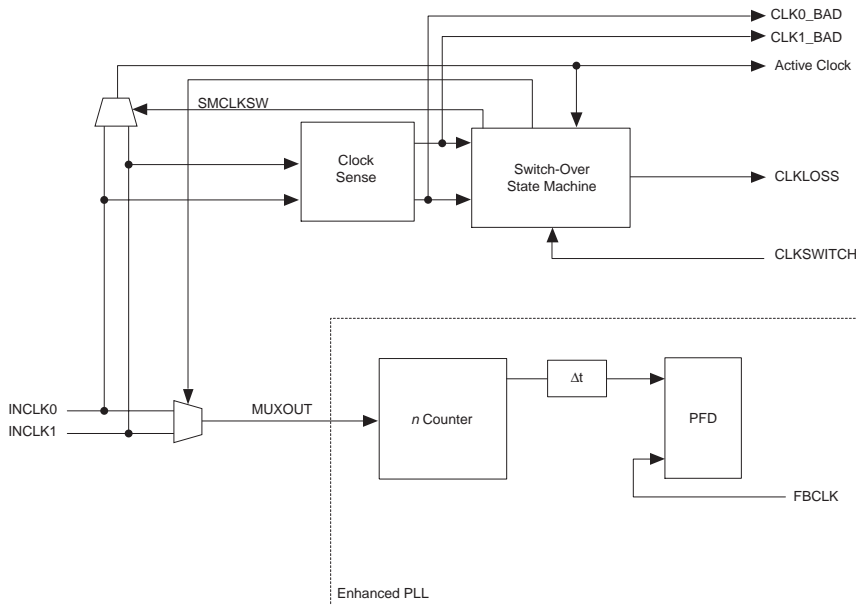 CLK0_BAD
CLK1_BAD
Active Clock
SMCLKSW
Clock
Sense
Switch-Over
State Machine
CLKLOSS
CLKSWITCH
INCLK0
INCLK1
MUXOUT
n Counter
Δt
PFD
FBCLK
Enhanced PLL